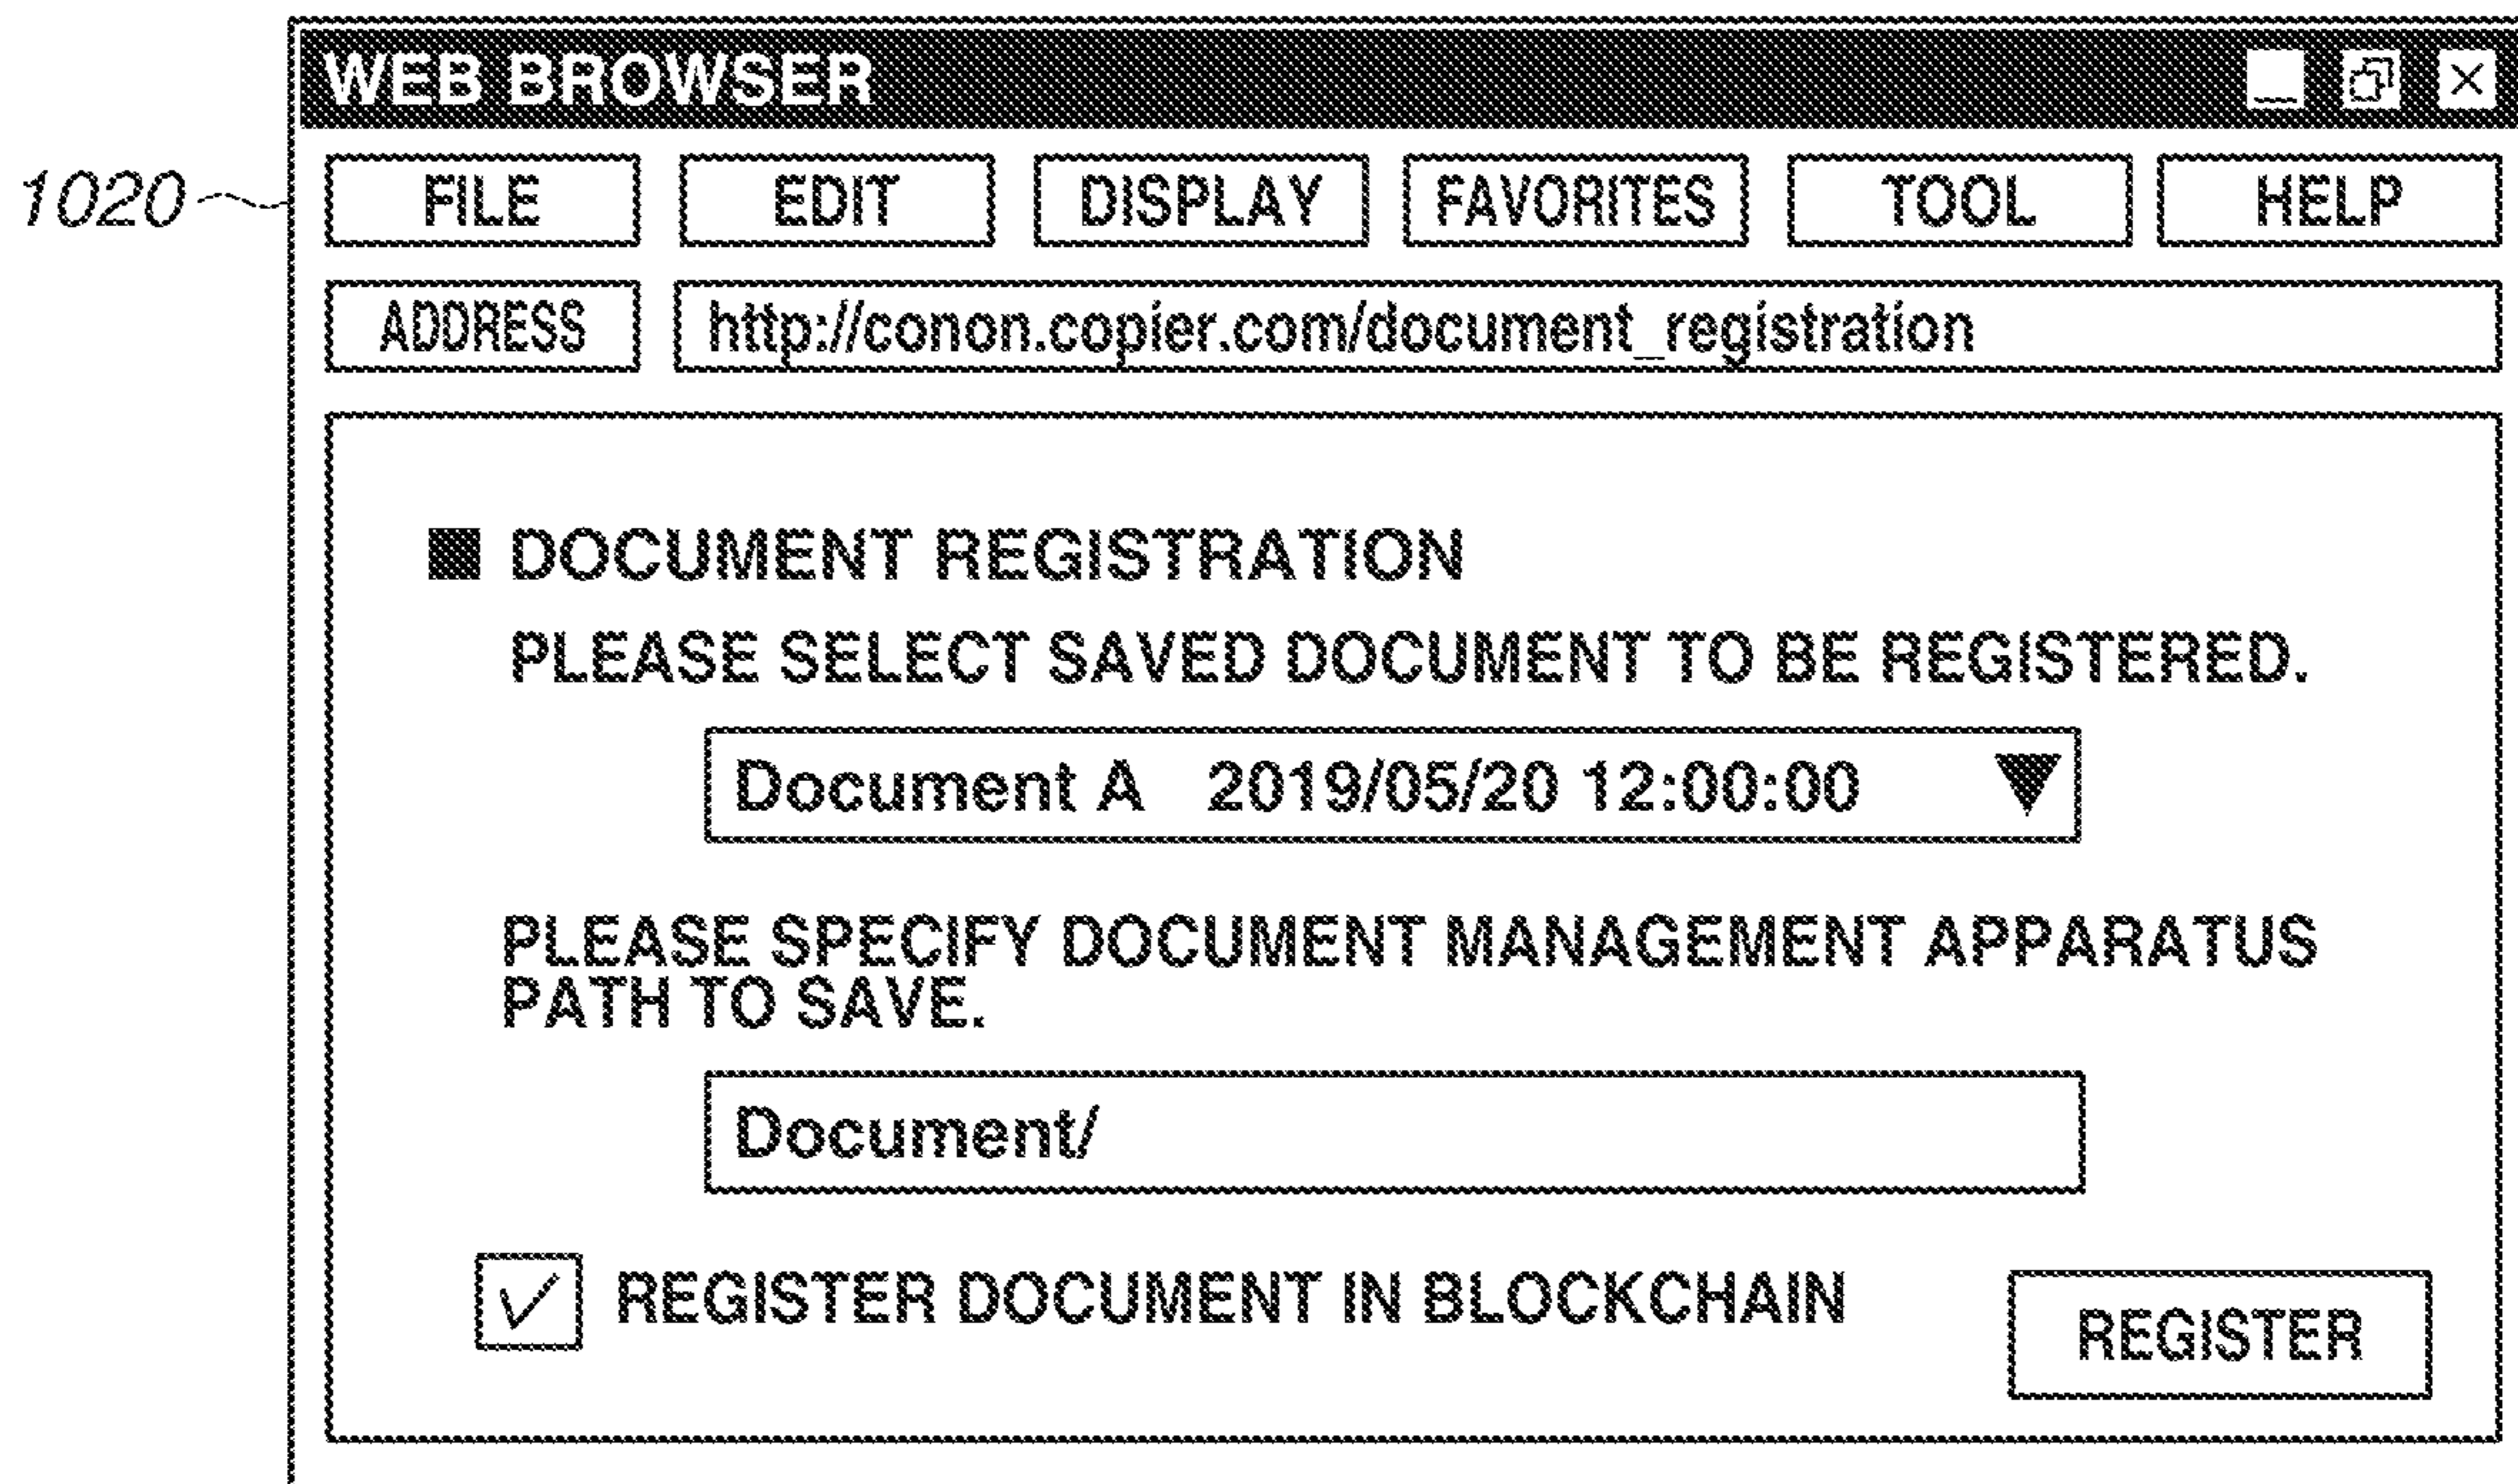 WEB BROWSER
1020
FILE EDIT DISPLAY FAVORITES TOOL HELP
ADDRESS http://conon.copier.com/document_registration
■ DOCUMENT REGISTRATION
PLEASE SELECT SAVED DOCUMENT TO BE REGISTERED.
Document A 2019/05/20 12:00:00 ▼
PLEASE SPECIFY DOCUMENT MANAGEMENT APPARATUS
PATH TO SAVE.
Document/
REGISTER DOCUMENT IN BLOCKCHAIN
REGISTER